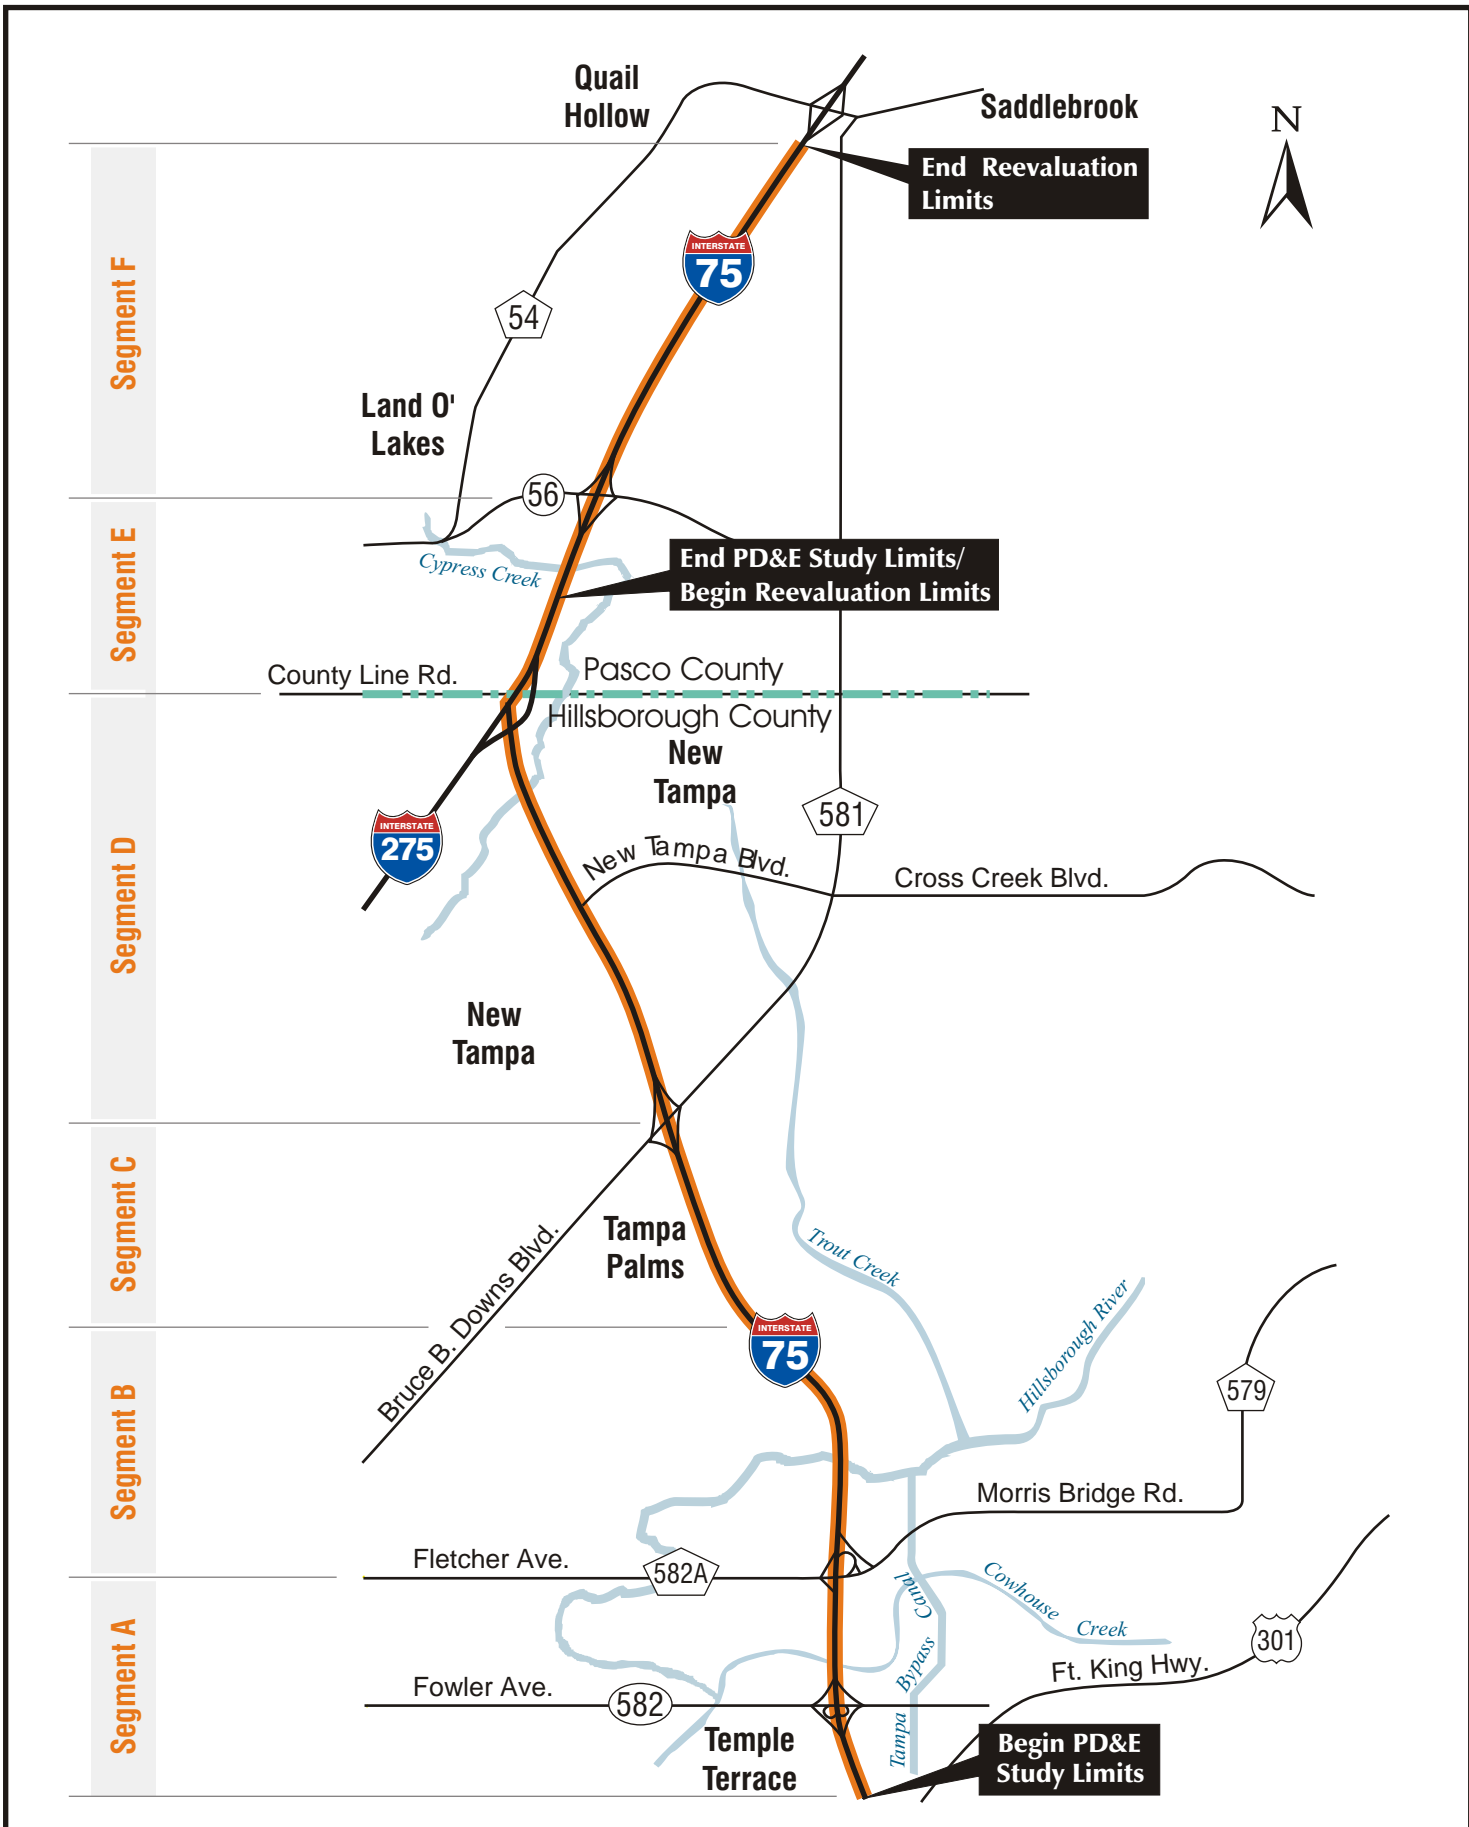 Quail
Hollow
Saddlebrook
N
End Reevaluation
Limits
INTERSTATE
75
Segment F
54
Land O'
Lakes
56
Segment E
Cypress Creek
End PD&E Study Limits/
Begin Reevaluation Limits
County Line Rd.
Pasco County
Hillsborough County
New
Tampa
581
INTERSTATE
275
New Tampa Blvd.
Cross Creek Blvd.
Segment D
New
Tampa
Segment C
Tampa
Palms
Trout Creek
Bruce B. Downs Blvd.
Hillsborough River
INTERSTATE
75
579
Segment B
Morris Bridge Rd.
Fletcher Ave.
582A
Cowhouse Creek
Tampa Bypass Canal
301
Ft. King Hwy.
Segment A
Fowler Ave.
582
Temple
Terrace
Begin PD&E
Study Limits